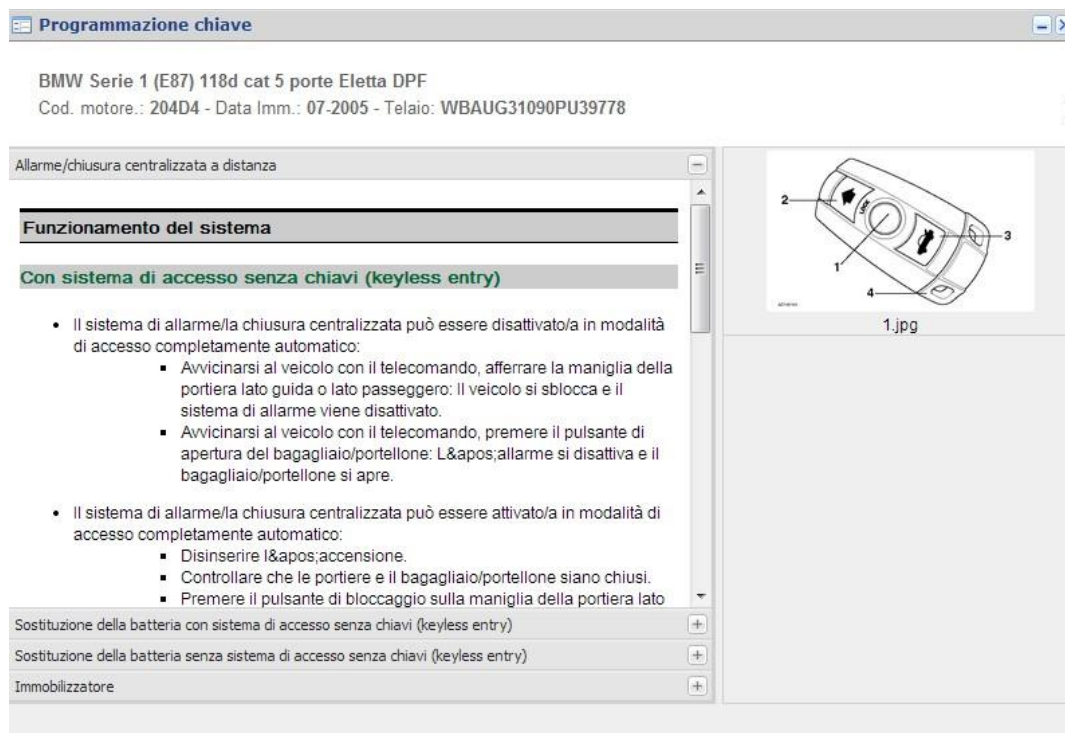 Programmazione chiave
BMW Serie 1 (E87) 118d cat 5 porte Eletta DPF
Cod. motore.: 204D4 - Data Imm.: 07-2005 - Telaio: WBAUG31090PU39778
Allarme/chiusura centralizzata a distanza
Funzionamento del sistema
Con sistema di accesso senza chiavi (keyless entry)
• Il sistema di allarme/la chiusura centralizzata può essere disattivato/a in modalità
di accesso completamente automatico:
▪ Avvicinarsi al veicolo con il telecomando, afferrare la maniglia della
portiera lato guida o lato passeggero: Il veicolo si sblocca e il
sistema di allarme viene disattivato.
▪ Avvicinarsi al veicolo con il telecomando, premere il pulsante di
apertura del bagagliaio/portellone: L&apos;allarme si disattiva e il
bagagliaio/portellone si apre.
• Il sistema di allarme/la chiusura centralizzata può essere attivato/a in modalità di
accesso completamente automatico:
▪ Disinserire l&apos;accensione.
▪ Controllare che le portiere e il bagagliaio/portellone siano chiusi.
▪ Premere il pulsante di bloccaggio sulla maniglia della portiera lato
Sostituzione della batteria con sistema di accesso senza chiavi (keyless entry)
Sostituzione della batteria senza sistema di accesso senza chiavi (keyless entry)
Immobilizzatore
2
LOCK
3
1
4
1.jpg